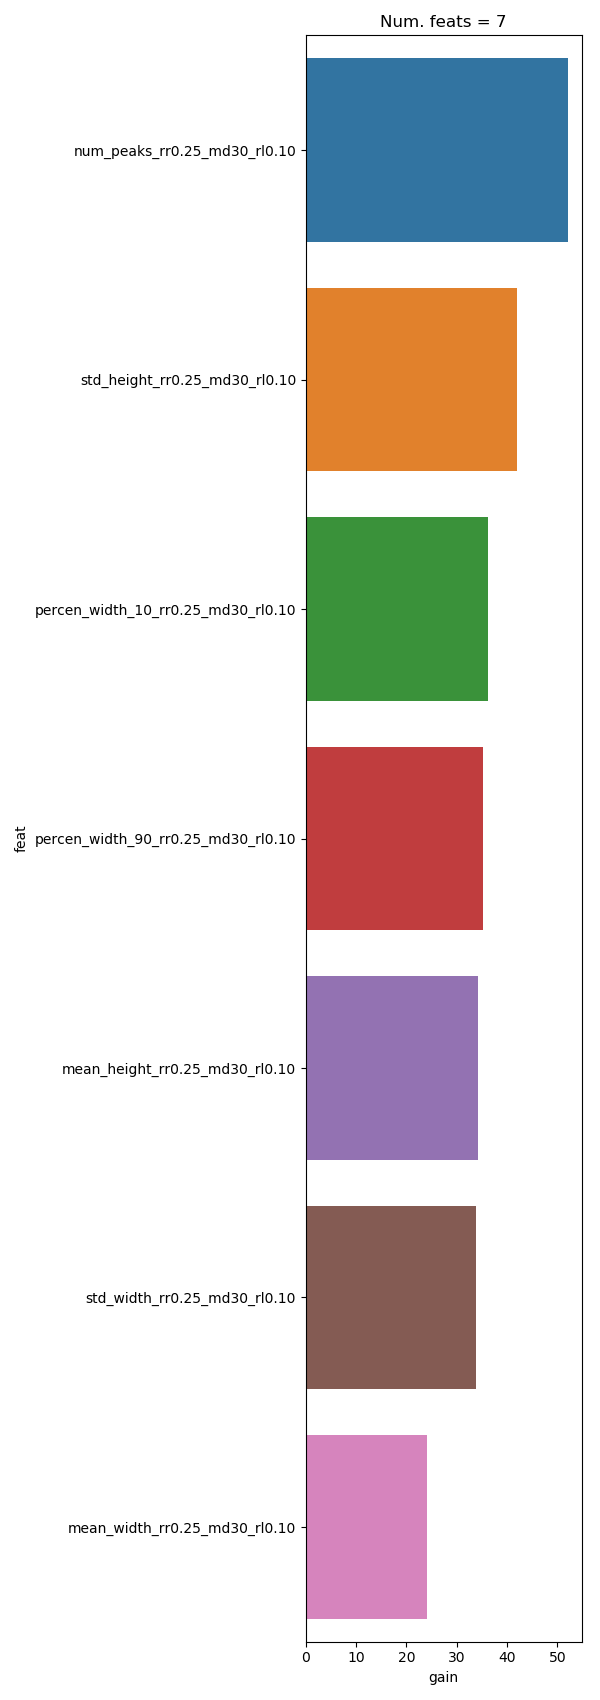 Num. feats = 7
num_peaks_rr0.25_md30_rl0.10
std_height_rr0.25_md30_rl0.10
percen_width_10_rr0.25_md30_rl0.10
percen_width_90_rr0.25_md30_rl0.10
mean_height_rr0.25_md30_rl0.10
std_width_rr0.25_md30_rl0.10
mean_width_rr0.25_md30_rl0.10
feat
0 10 20 30 40 50
gain